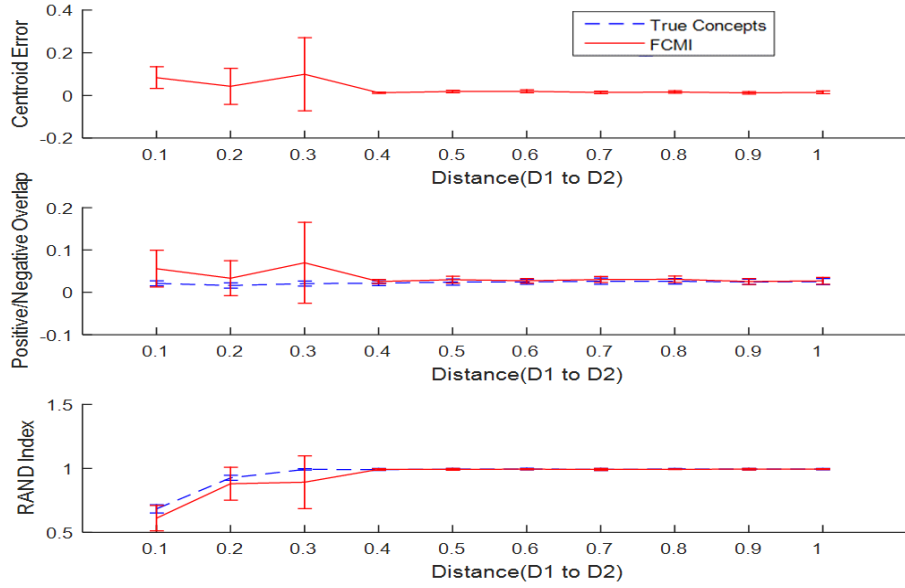 0.4
True Concepts
FCMI
0.2
0
-0.2
Centroid Error
0.1 0.2 0.3 0.4 0.5 0.6 0.7 0.8 0.9 1
Distance(D1 to D2)
0.2
0.1
0
-0.1
Positive/Negative Overlap
0.1 0.2 0.3 0.4 0.5 0.6 0.7 0.8 0.9 1
Distance(D1 to D2)
1.5
1
0.5
RAND Index
0.1 0.2 0.3 0.4 0.5 0.6 0.7 0.8 0.9 1
Distance(D1 to D2)